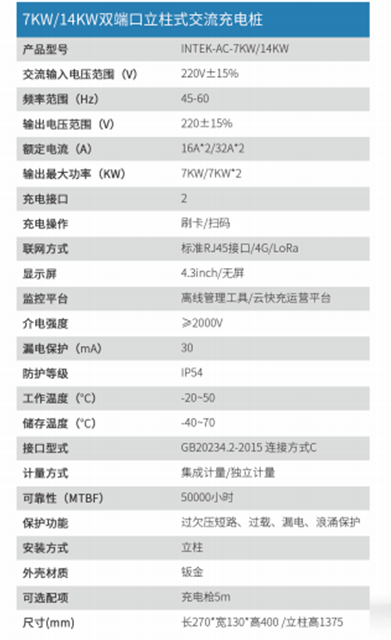 7KW/14KW双端口立柱式交流充电桩
产品型号 INTEK-AC-7KW/14KW
交流输入电压范围（V） 220V±15%
频率范围（Hz） 45-60
输出电压范围（V） 220±15%
额定电流（A） 16A*2/32A*2
输出最大功率（KW） 7KW/7KW*2
充电接口 2
充电操作 刷卡/扫码
联网方式 标准RJ45接口/4G/LoRa
显示屏 4.3inch/无屏
监控平台 离线管理工具/云快充运营平台
介电强度 ≥2000V
漏电保护（mA） 30
防护等级 IP54
工作温度（℃） -20~50
储存温度（℃） -40~70
接口型式 GB20234.2-2015 连接方式C
计量方式 集成计量/独立计量
可靠性（MTBF） 50000小时
保护功能 过欠压短路、过载、漏电、浪涌保护
安装方式 立柱
外壳材质 钣金
可选配项 充电枪5m
尺寸(mm) 长270*宽130*高400 /立柱高1375